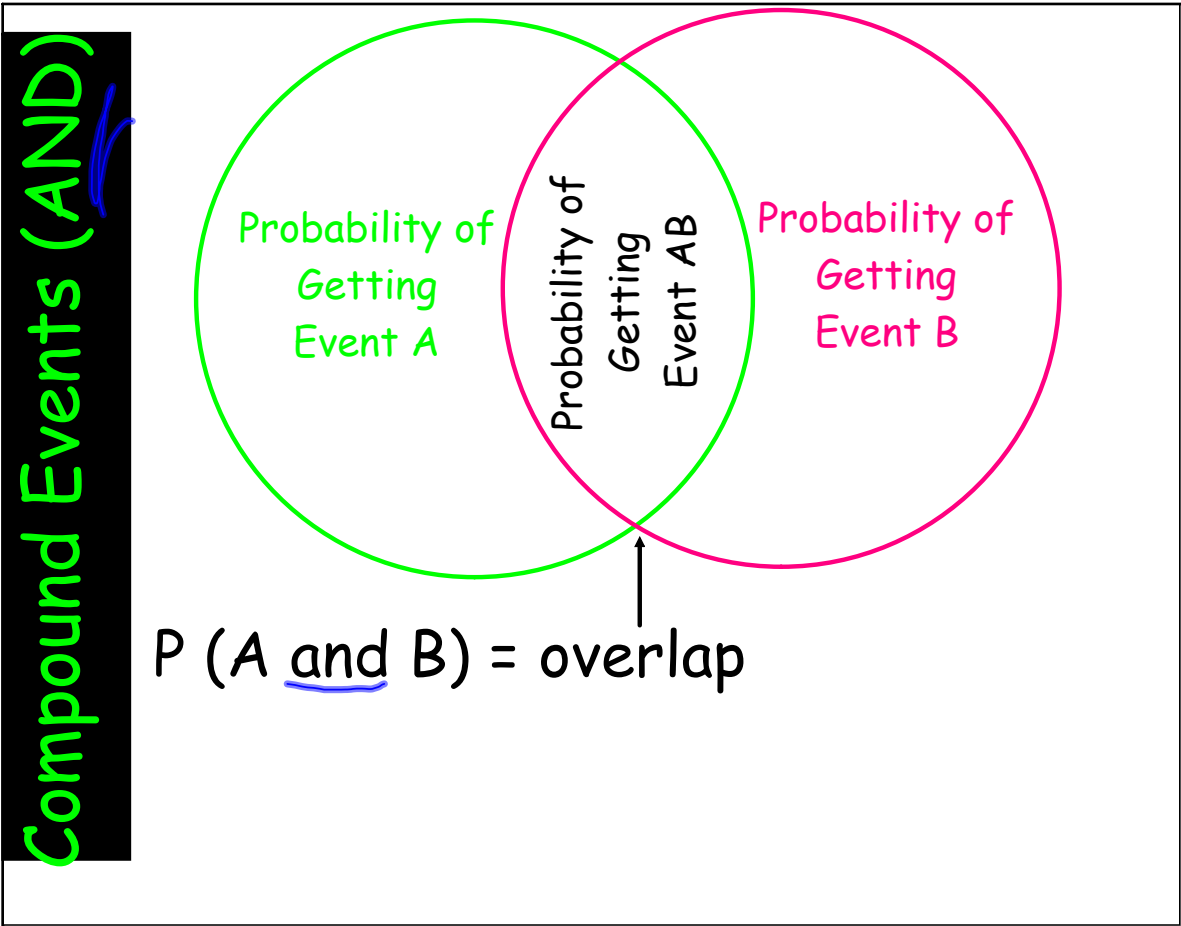 Compound Events (AND)
Probability of
Getting
Event A
Probability of
Getting
Event AB
Probability of
Getting
Event B
P (A and B) = overlap